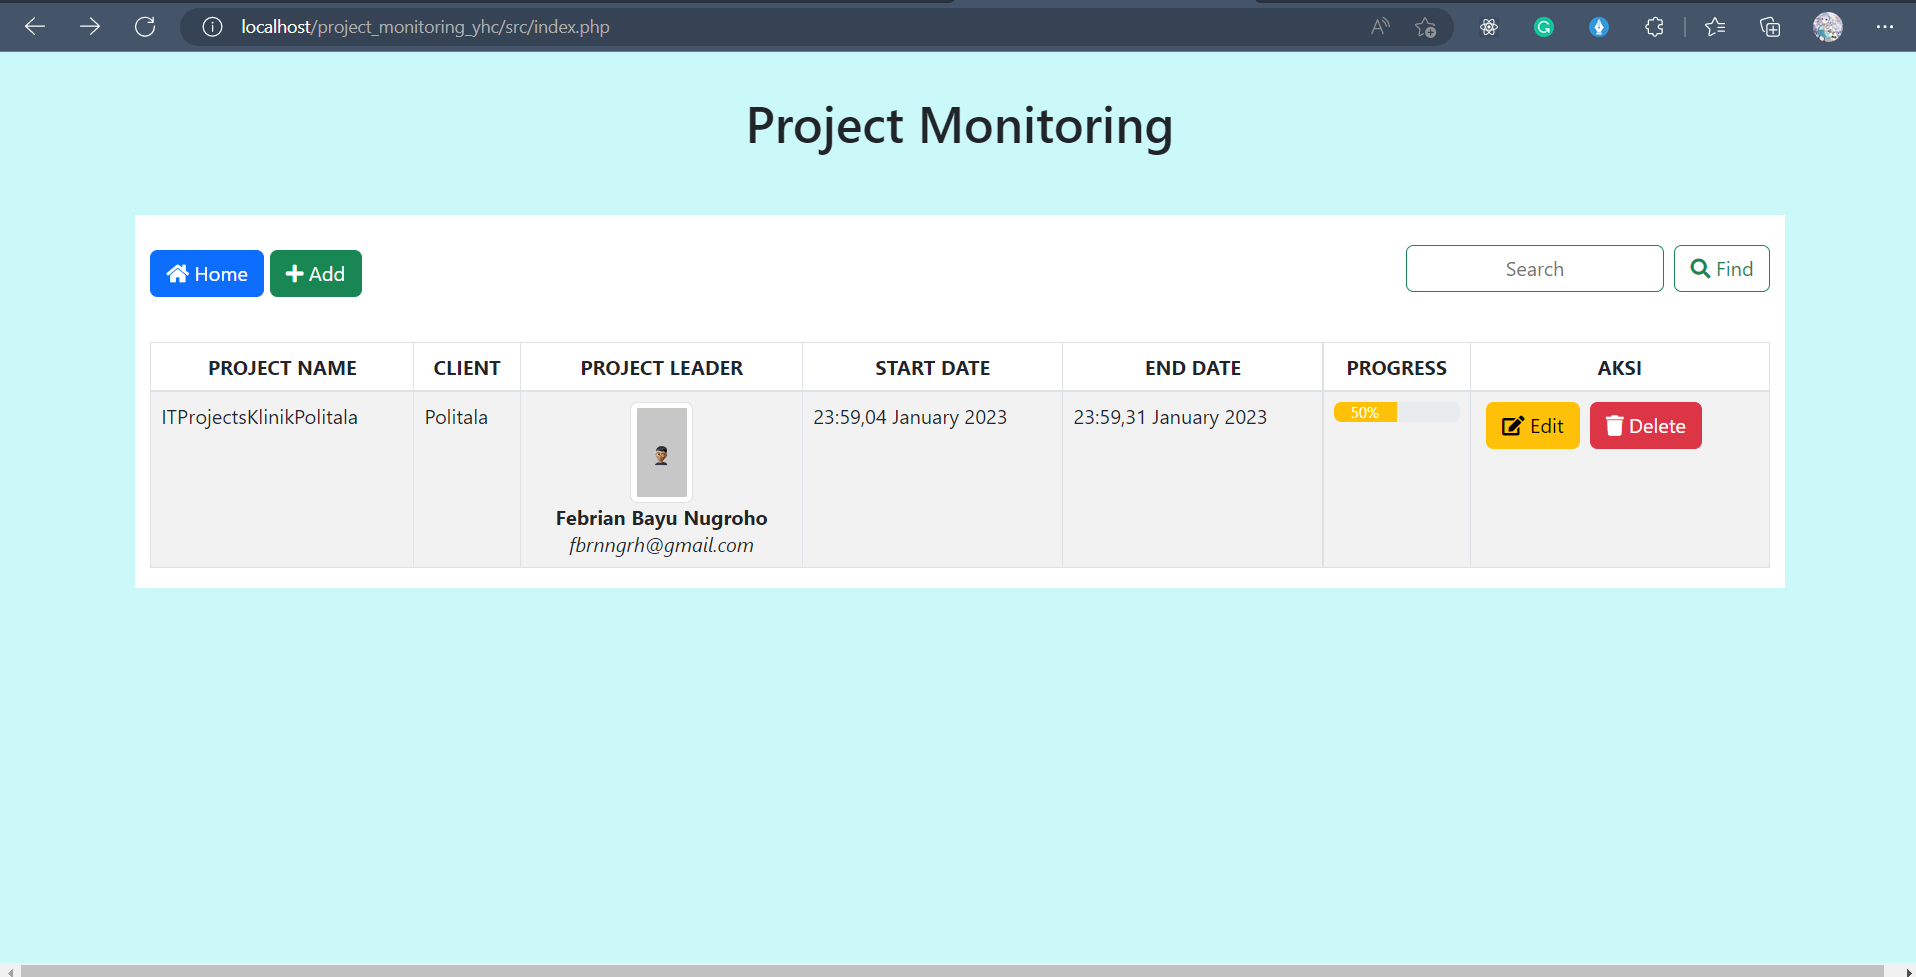 localhost/project_monitoring_yhc/src/index.php
Project Monitoring
Home Add Search Find
PROJECT NAME CLIENT PROJECT LEADER START DATE END DATE PROGRESS AKSI
ITProjectsKlinikPolitala Politala 23:59,04 January 2023 23:59,31 January 2023 50% Edit Delete
Febrian Bayu Nugroho
fbrnngrh@gmail.com